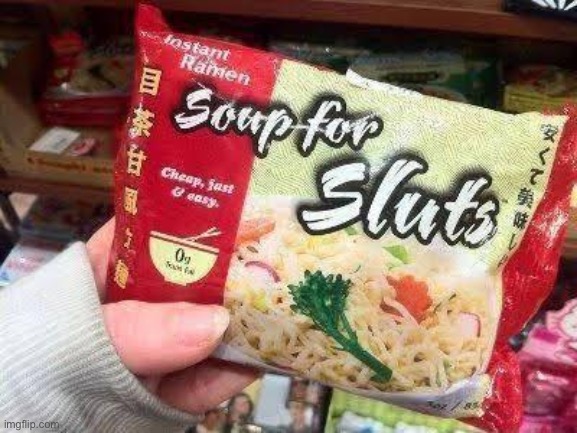 Instant
Ramen
Soup for
Sluts
Cheap, fast
& easy.
0g
安くて美味し
imgflip.com